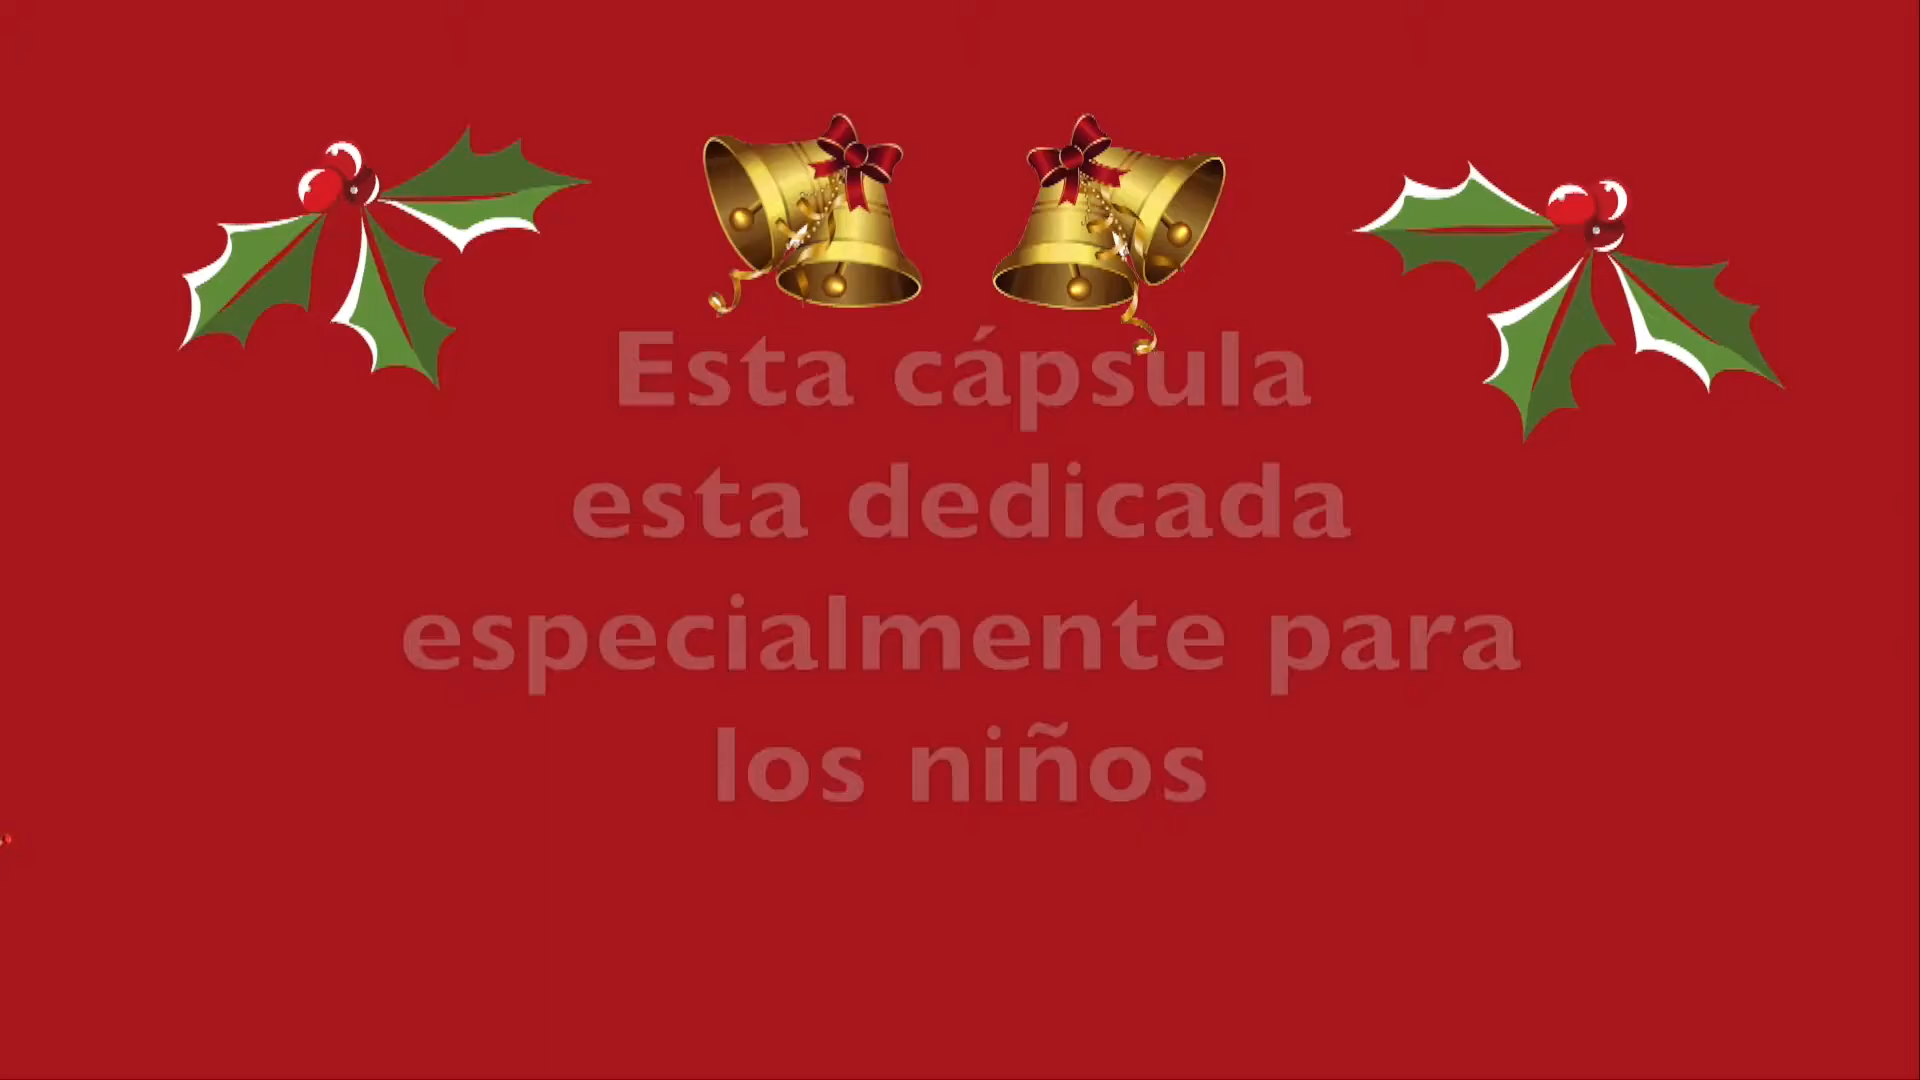 Esta cápsula
esta dedicada
especialmente para
los niños